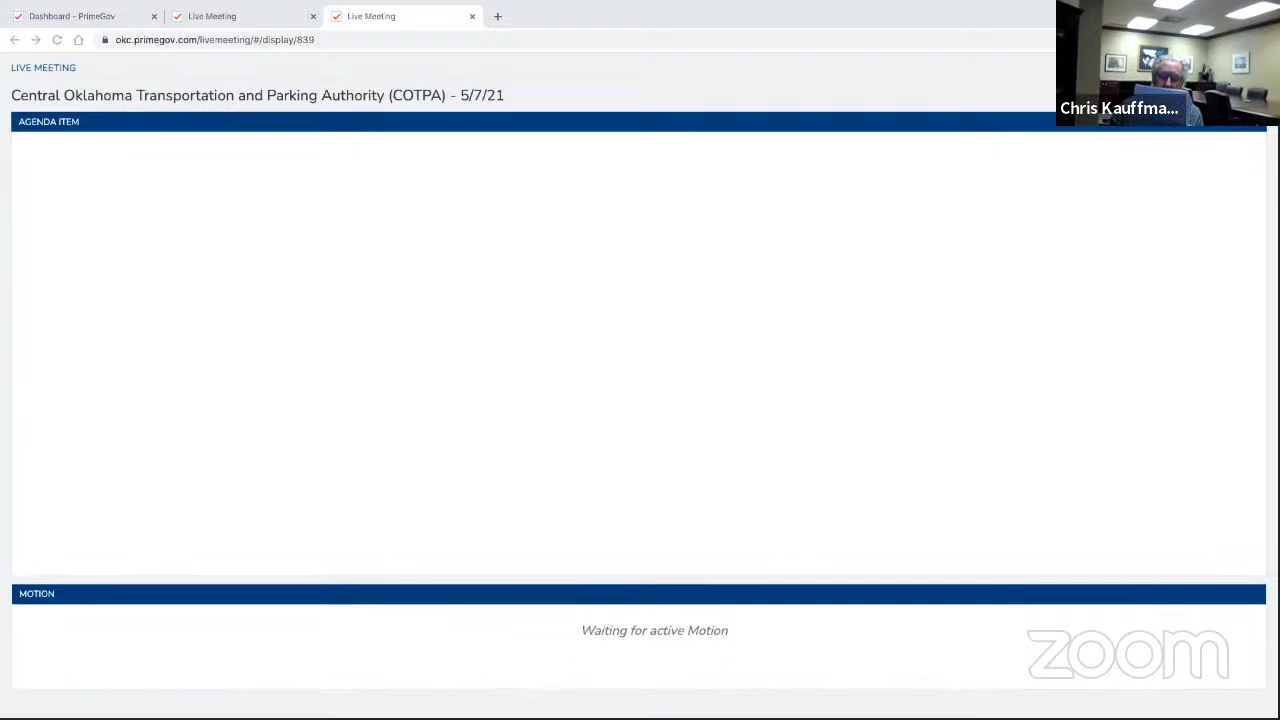 Dashboard - PrimeGov
Live Meeting
Live Meeting
okc.primegov.com/livemeeting/#/display/839
LIVE MEETING
Central Oklahoma Transportation and Parking Authority (COTPA) - 5/7/21
AGENDA ITEM
Chris Kauffma...
MOTION
Waiting for active Motion
zoom